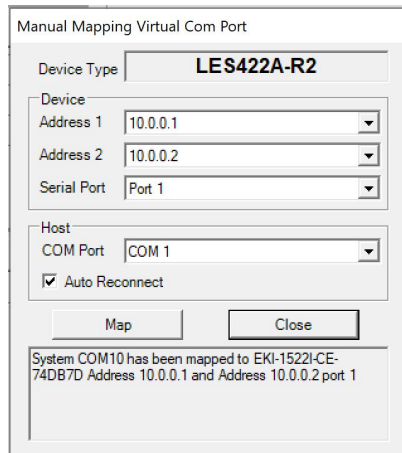 Manual Mapping Virtual Com Port
Device Type LES422A-R2
Device
Address 1 10.0.0.1
Address 2 10.0.0.2
Serial Port Port 1
Host
COM Port COM 1
Auto Reconnect
Map Close
System COM10 has been mapped to EKI-1522I-CE-
74DB7D Address 10.0.0.1 and Address 10.0.0.2 port 1